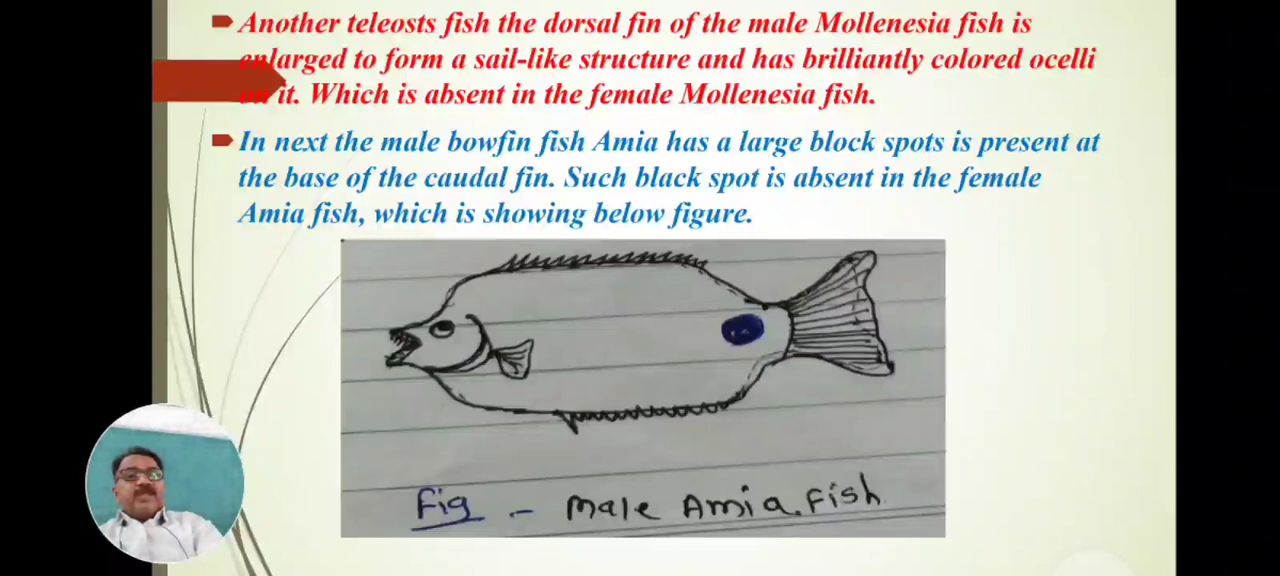 Another teleosts fish the dorsal fin of the male Mollenesia fish is
enlarged to form a sail-like structure and has brilliantly colored ocelli
on it. Which is absent in the female Mollenesia fish.
In next the male bowfin fish Amia has a large block spots is present at
the base of the caudal fin. Such black spot is absent in the female
Amia fish, which is showing below figure.
Fig - Male Amia Fish